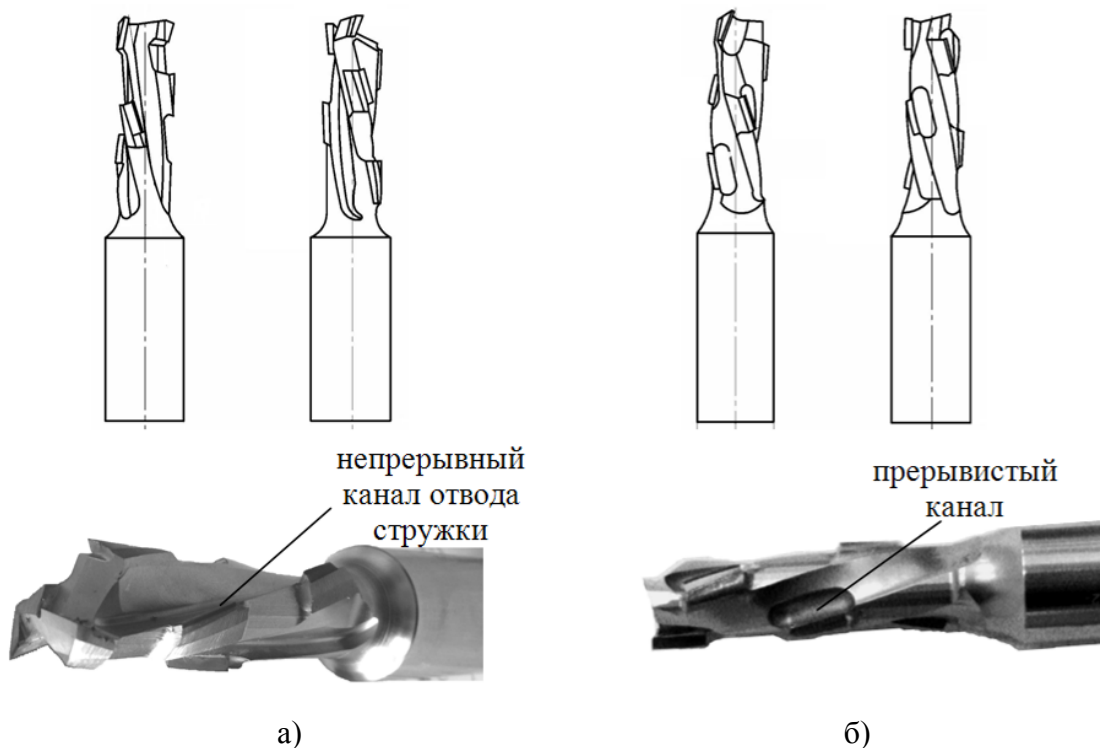 непрерывный
канал отвода
стружки
прерывистый
канал
а)
б)